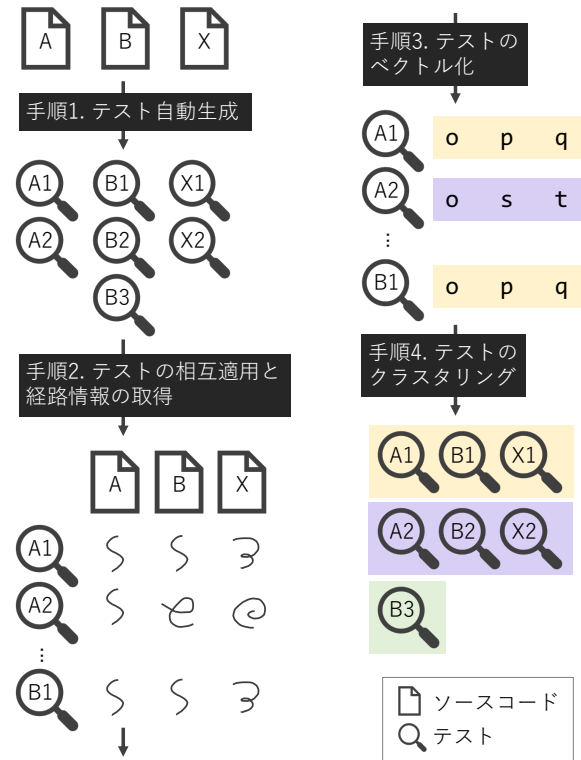 A B X
手順1. テスト自動生成
A1 B1 X1
A2 B2 X2
B3
手順2. テストの相互適用と
経路情報の取得
A B X
A1
A2
⋮
B1
手順3. テストの
ベクトル化
A1 o p q
A2 o s t
⋮
B1 o p q
手順4. テストの
クラスタリング
A1 B1 X1
A2 B2 X2
B3
ソースコード
テスト